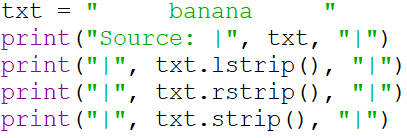 txt = "     banana     "
print("Source: |", txt, "|")
print("|", txt.lstrip(), "|")
print("|", txt.rstrip(), "|")
print("|", txt.strip(), "|")